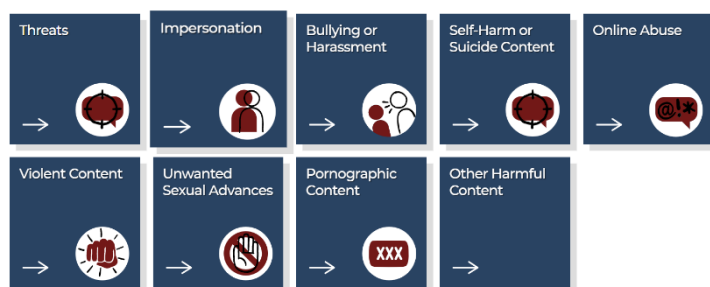 Threats
Impersonation
Bullying or
Harassment
Self-Harm or
Suicide Content
Online Abuse
@!*
Violent Content
Unwanted
Sexual Advances
Pornographic
Content
XXX
Other Harmful
Content